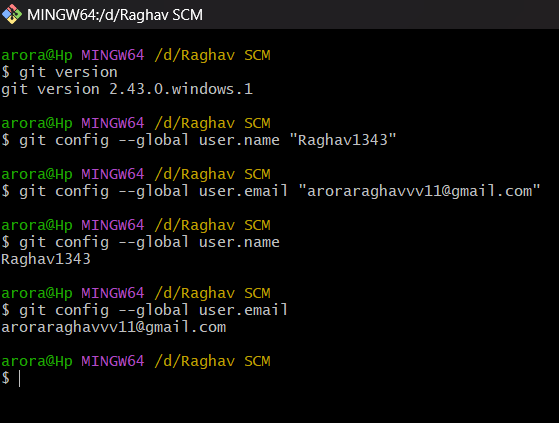 MINGW64:/d/Raghav SCM
arora@Hp MINGW64 /d/Raghav SCM
$ git version
git version 2.43.0.windows.1
arora@Hp MINGW64 /d/Raghav SCM
$ git config --global user.name "Raghav1343"
arora@Hp MINGW64 /d/Raghav SCM
$ git config --global user.email "aroraraghavvv11@gmail.com"
arora@Hp MINGW64 /d/Raghav SCM
$ git config --global user.name
Raghav1343
arora@Hp MINGW64 /d/Raghav SCM
$ git config --global user.email
aroraraghavvv11@gmail.com
arora@Hp MINGW64 /d/Raghav SCM
$